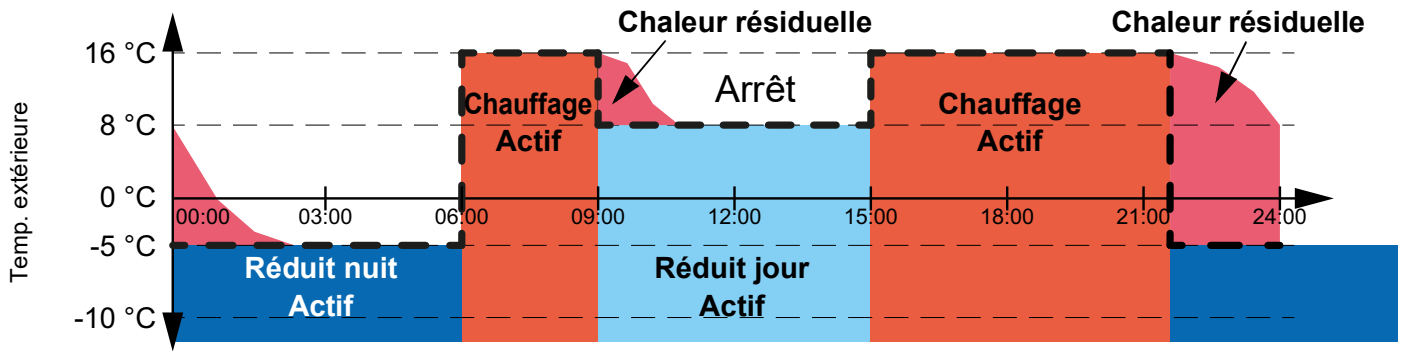 Chaleur résiduelle
Chaleur résiduelle
16 °C
Arrêt
Chauffage
Actif
Chauffage
Actif
8 °C
Temp. extérieure
0 °C
00:00
03:00
06:00
09:00
12:00
15:00
18:00
21:00
24:00
-5 °C
Réduit nuit
Actif
Réduit jour
Actif
-10 °C